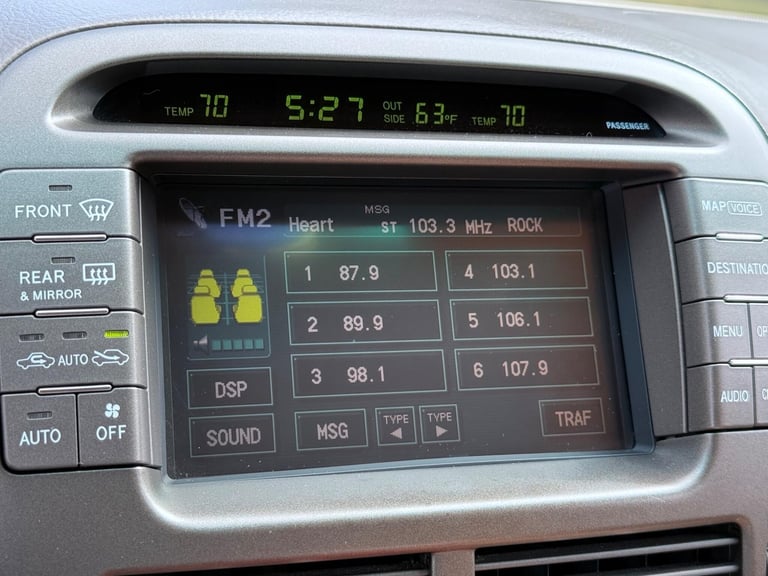 TEMP 70 5:27 OUT SIDE 63°F TEMP 70 PASSENGER
FRONT
REAR
& MIRROR
AUTO
AUTO OFF
FM2 MSG
Heart ST 103.3 MHz ROCK
1 87.9 4 103.1
2 89.9 5 106.1
3 98.1 6 107.9
DSP
SOUND MSG TYPE ◀ TYPE ▶ TRAF
MAP VOICE
MENU
AUDIO